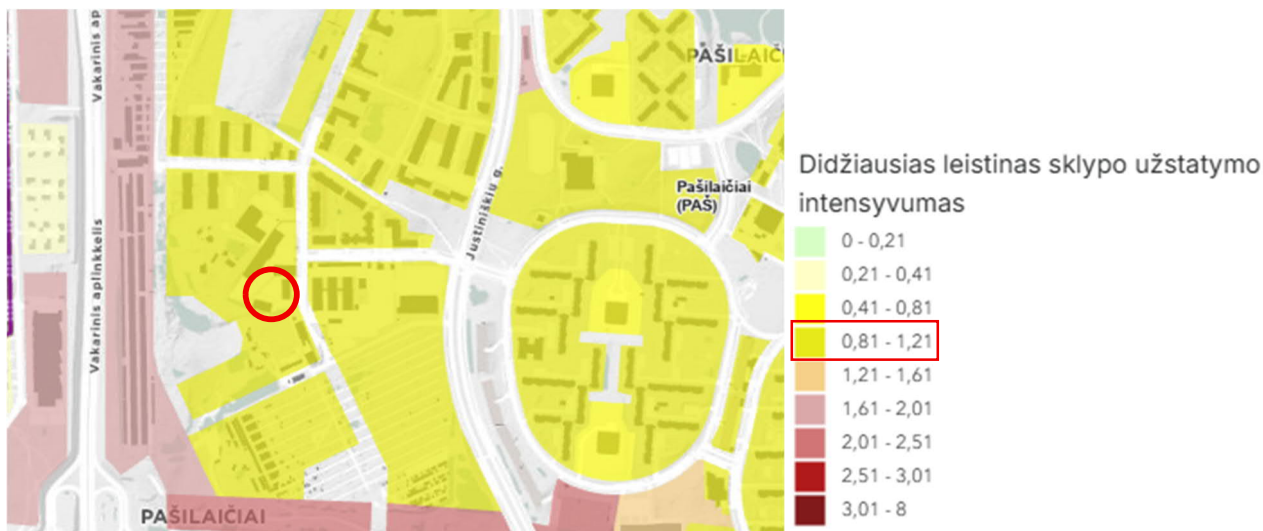 Vakarinis ap
PAŠILAIČI
Pašilaičiai
(PAŠ)
Justiniškių g.
Vakarinis aplinkkelis
PAŠILAIČIAI
Didžiausias leistinas sklypo užstatymo
intensyvumas
0 - 0,21
0,21 - 0,41
0,41 - 0,81
0,81 - 1,21
1,21 - 1,61
1,61 - 2,01
2,01 - 2,51
2,51 - 3,01
3,01 - 8